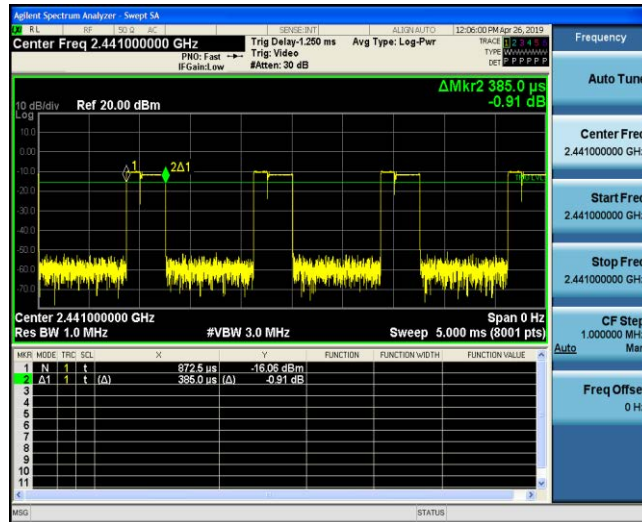 Agilent Spectrum Analyzer - Swept SA
RL RF 50 Ω AC SENSE:INT ALIGN AUTO 12:06:00 PM Apr 26, 2019
Center Freq 2.441000000 GHz
PNO: Fast
IFGain:Low
Trig Delay-1.250 ms
Trig: Video
#Atten: 30 dB
Avg Type: Log-Pwr
TRACE 1 2 3 4 5 6
TYPE
DET P P P P P P
ΔMkr2 385.0 µs
-0.91 dB
10 dB/div Ref 20.00 dBm
Log
10.0
0.00
-10.0
-20.0
-30.0
-40.0
-50.0
-60.0
-70.0
1
2Δ1
Center 2.441000000 GHz Span 0 Hz
Res BW 1.0 MHz #VBW 3.0 MHz Sweep 5.000 ms (8001 pts)
MKR MODE TRC SCL X Y FUNCTION FUNCTION WIDTH FUNCTION VALUE
1 N 1 t 872.5 µs -16.06 dBm
2 Δ1 1 t (Δ) 385.0 µs (Δ) -0.91 dB
3
4
5
6
7
8
9
10
11
MSG STATUS
Frequency
Auto Tune
Center Freq
2.441000000 GHz
Start Freq
2.441000000 GHz
Stop Freq
2.441000000 GHz
CF Step
1.000000 MHz
Auto Man
Freq Offset
0 Hz